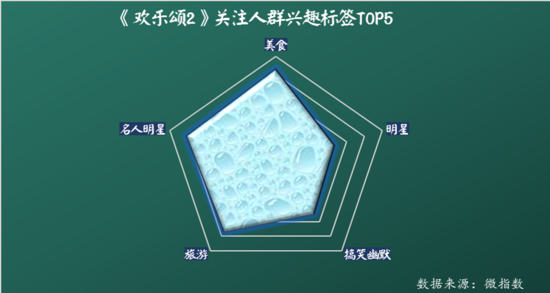 《欢乐颂2》关注人群兴趣标签TOP5
美食
名人明星
明星
旅游
搞笑幽默
数据来源：微指数